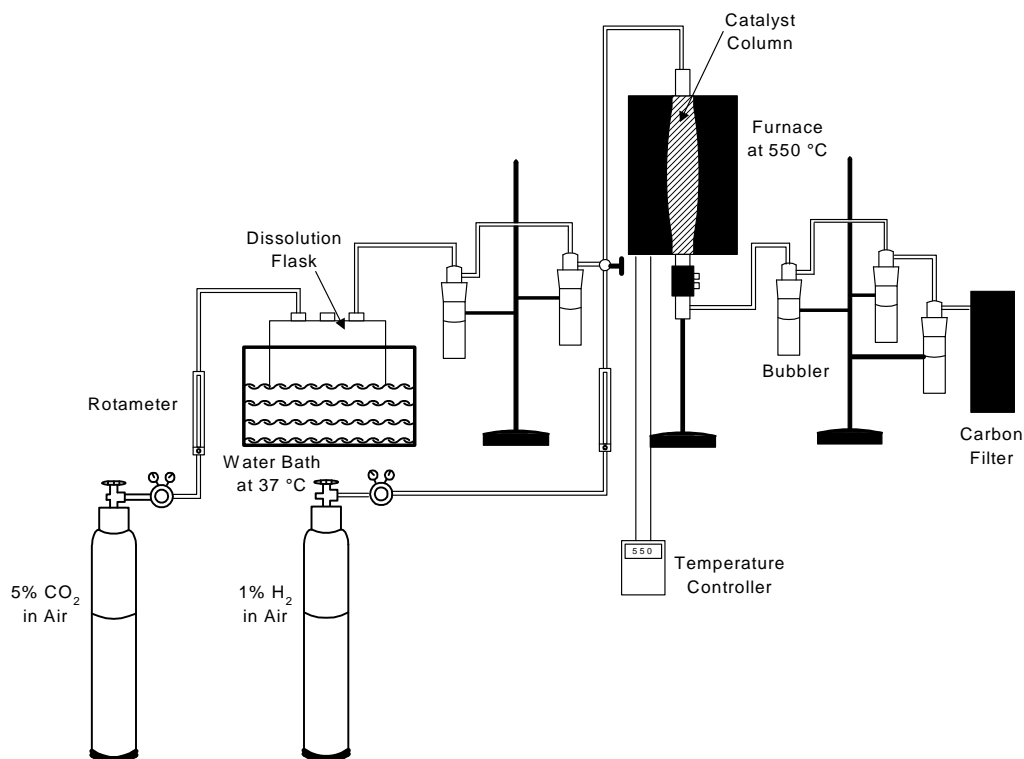 Catalyst
Column
Furnace
at 550 °C
Dissolution
Flask
Rotameter
Bubbler
Carbon
Filter
Water Bath
at 37 °C
550
Temperature
Controller
5% CO2
in Air
1% H2
in Air